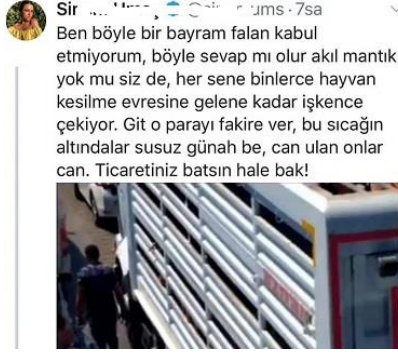 ums · 7sa
Ben böyle bir bayram falan kabul
etmiyorum, böyle sevap mı olur akıl mantık
yok mu siz de, her sene binlerce hayvan
kesilme evresine gelene kadar işkence
çekiyor. Git o parayı fakire ver, bu sıcağın
altındalar susuz günah be, can ulan onlar
can. Ticaretiniz batsın hale bak!